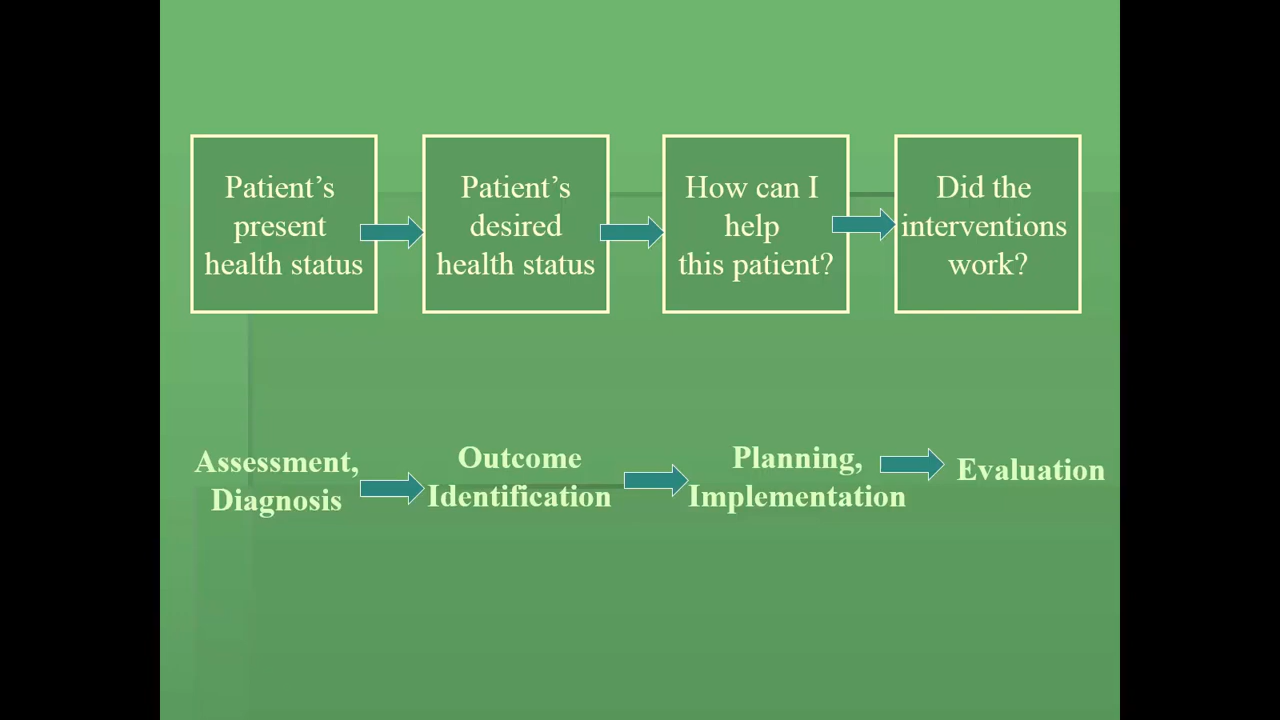 Patient’s
present
health status
Patient’s
desired
health status
How can I
help
this patient?
Did the
interventions
work?
Assessment,
Diagnosis
Outcome
Identification
Planning,
Implementation
Evaluation